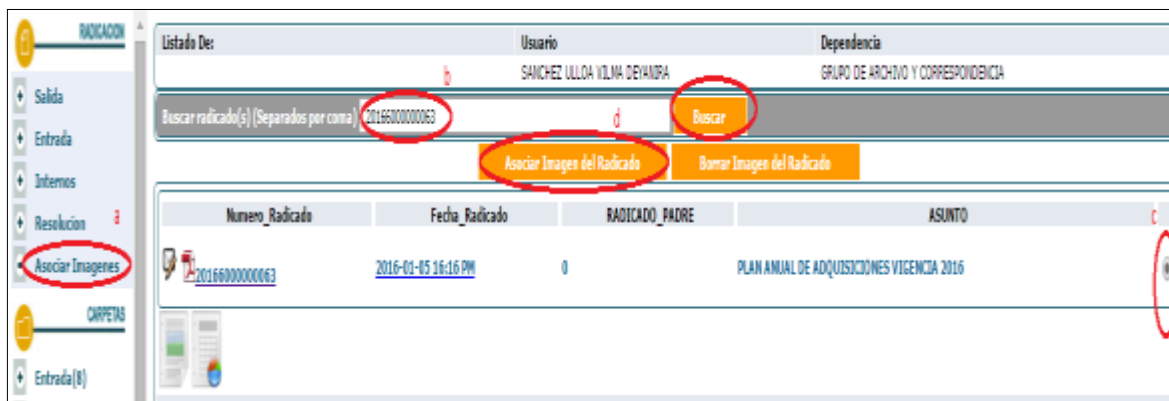 RADICACION
Salida
Entrada
Internos
Resolucion a
Asociar Imagenes
CARPETAS
Entrada(8)
Listado De: Usuario Dependencia
b SANCHEZ ULLOA VILMA DEYANIRA GRUPO DE ARCHIVO Y CORRESPONDENCIA
Buscar radicado(s) (Separados por coma) 20166000000063 d Buscar
Asociar Imagen del Radicado Borrar Imagen del Radicado
Numero_Radicado Fecha_Radicado RADICADO_PADRE ASUNTO c
20166000000063 2016-01-05 16:16 PM 0 PLAN ANUAL DE ADQUISICIONES VIGENCIA 2016